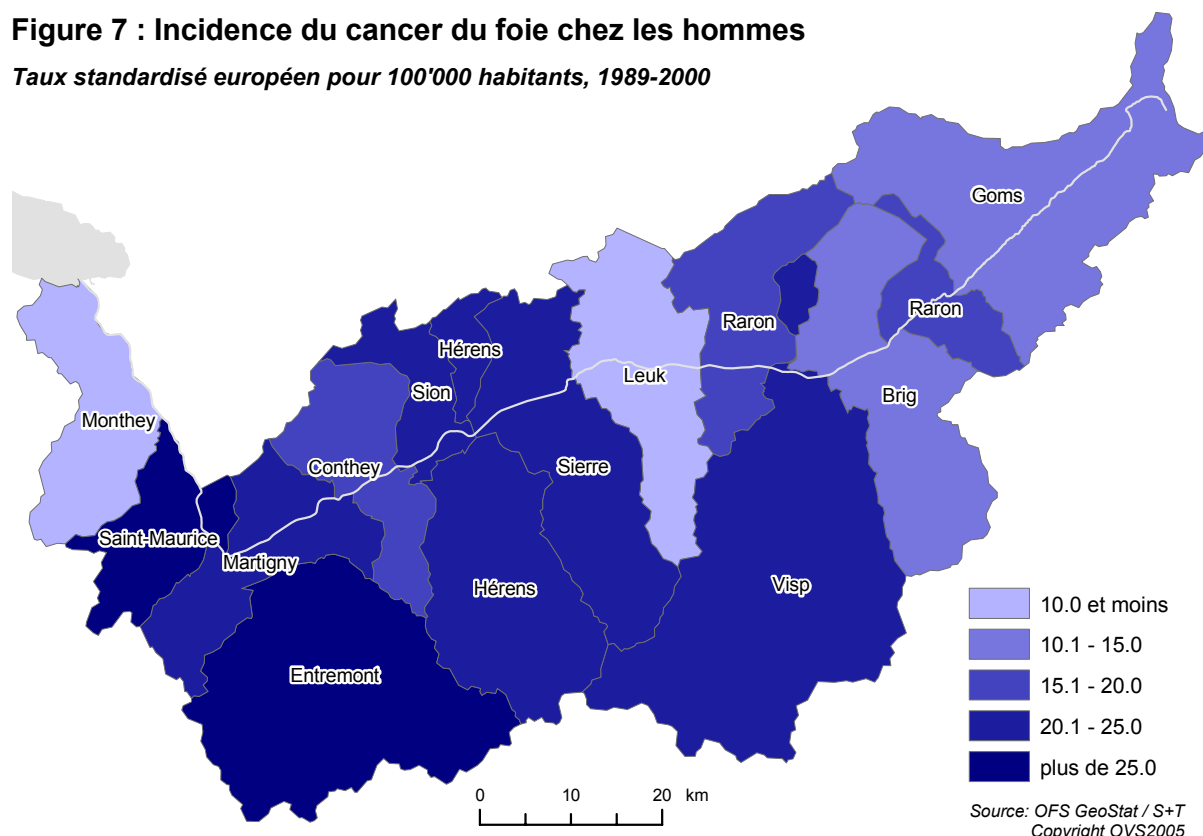 Figure 7 : Incidence du cancer du foie chez les hommes
Taux standardisé européen pour 100'000 habitants, 1989-2000
Goms
Raron
Raron
Hérens
Leuk
Sion
Brig
Monthey
Conthey
Sierre
Saint-Maurice
Martigny
Hérens
Visp
Entremont
10.0 et moins
10.1 - 15.0
15.1 - 20.0
20.1 - 25.0
plus de 25.0
0 10 20 km
Source: OFS GeoStat / S+T
Copyright OVS2005